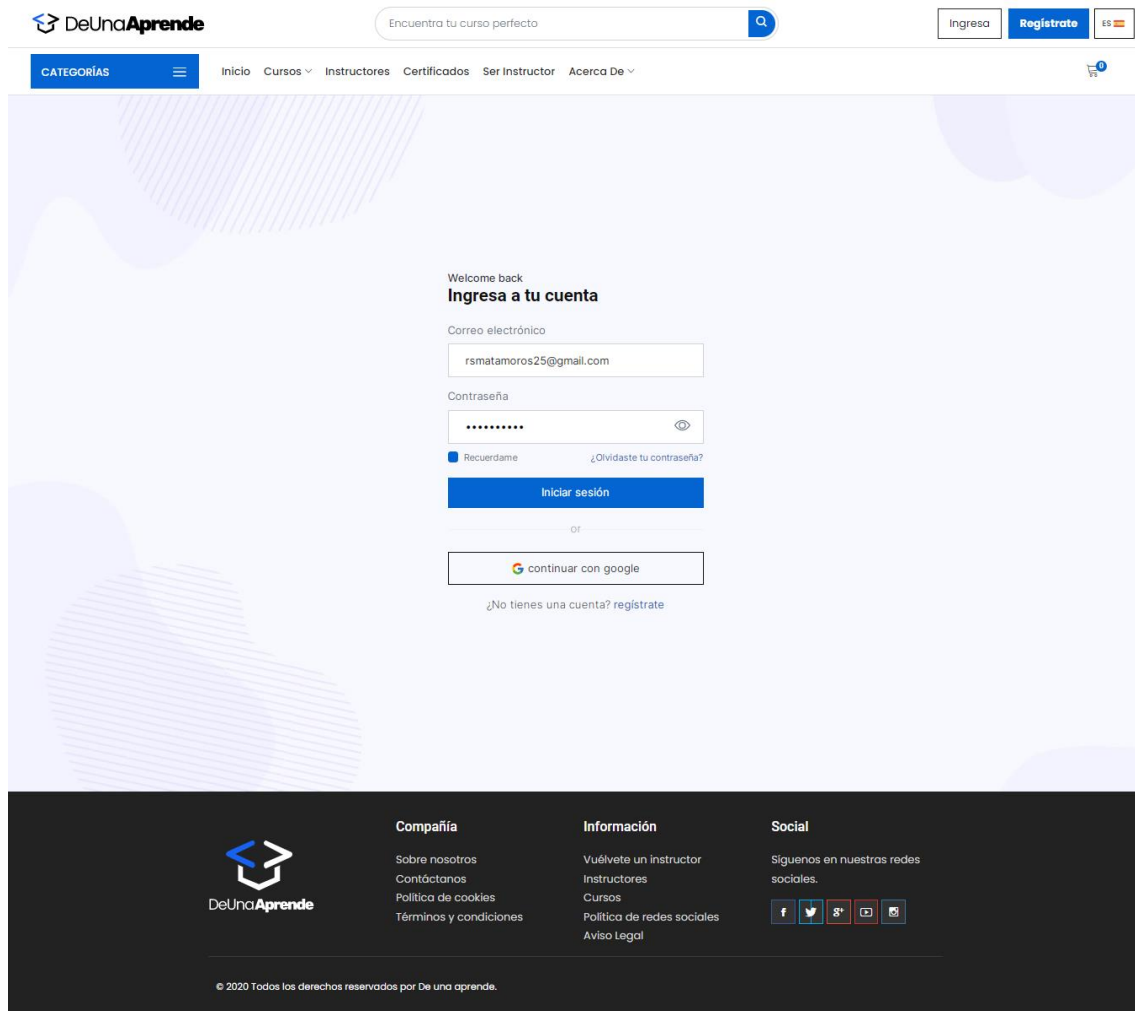 DeUnaAprende
Encuentra tu curso perfecto
Ingresa
Regístrate
ES
CATEGORÍAS
Inicio Cursos Instructores Certificados Ser Instructor Acerca De
0
Welcome back
Ingresa a tu cuenta
Correo electrónico
rsmatamoros25@gmail.com
Contraseña
••••••••••
Recuerdame
¿Olvidaste tu contraseña?
Iniciar sesión
or
G continuar con google
¿No tienes una cuenta? regístrate
DeUnaAprende
Compañía
Sobre nosotros
Contáctanos
Política de cookies
Términos y condiciones
Información
Vuélvete un instructor
Instructores
Cursos
Política de redes sociales
Aviso Legal
Social
Síguenos en nuestras redes
sociales.
© 2020 Todos los derechos reservados por De una aprende.